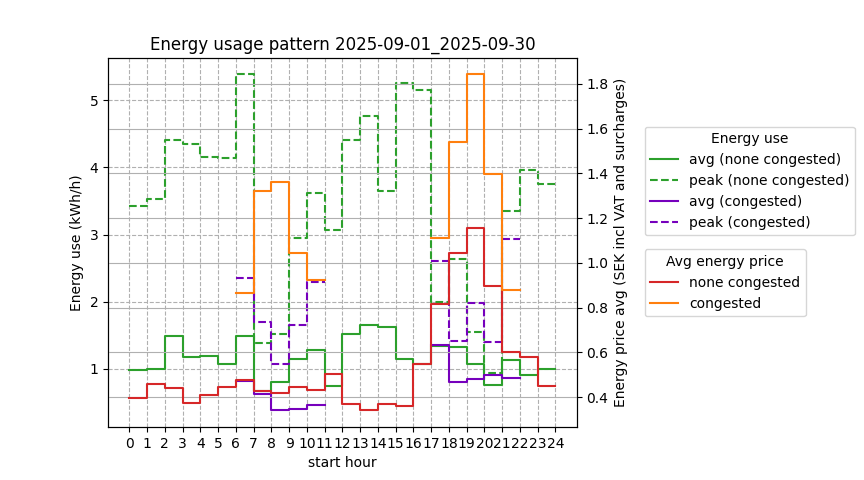 Energy usage pattern 2025-09-01_2025-09-30
Energy use (kWh/h)
5
4
3
2
1
1.8
1.6
1.4
1.2
1.0
0.8
0.6
0.4
Energy price avg (SEK incl VAT and surcharges)
0 1 2 3 4 5 6 7 8 9 10 11 12 13 14 15 16 17 18 19 20 21 22 23 24
start hour
Energy use
avg (none congested)
peak (none congested)
avg (congested)
peak (congested)
Avg energy price
none congested
congested